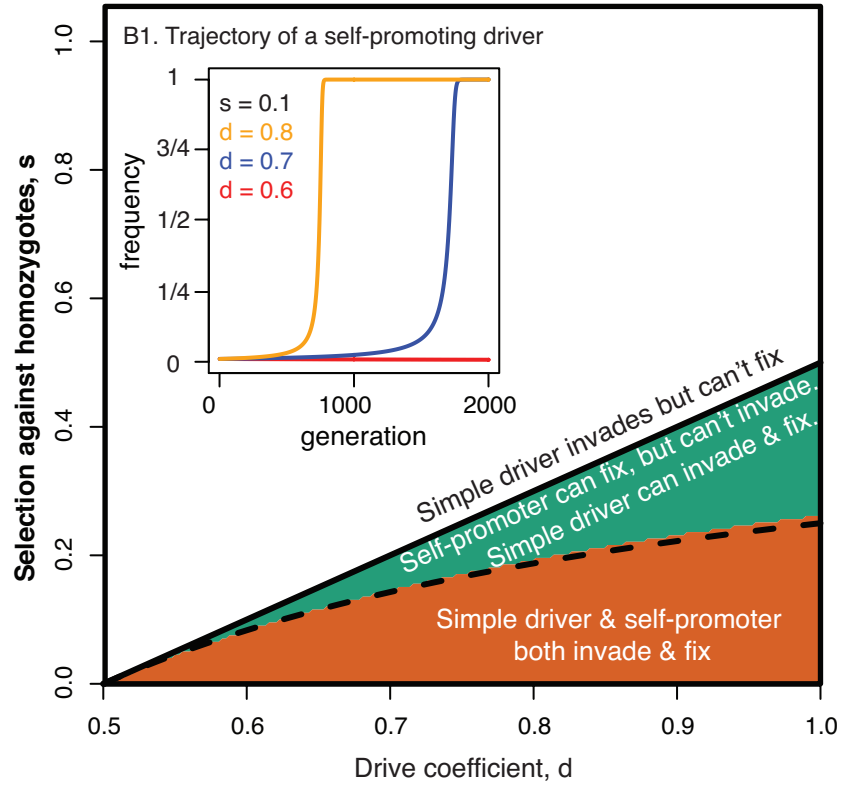 B1. Trajectory of a self-promoting driver
s = 0.1
d = 0.8
d = 0.7
d = 0.6
frequency
1
3/4
1/2
1/4
0
0
1000
2000
generation
Selection against homozygotes, s
1.0
0.8
0.6
0.4
0.2
0.0
Simple driver invades but can't fix
Self-promoter can fix, but can't invade.
Simple driver can invade & fix.
Simple driver & self-promoter
both invade & fix
0.5
0.6
0.7
0.8
0.9
1.0
Drive coefficient, d